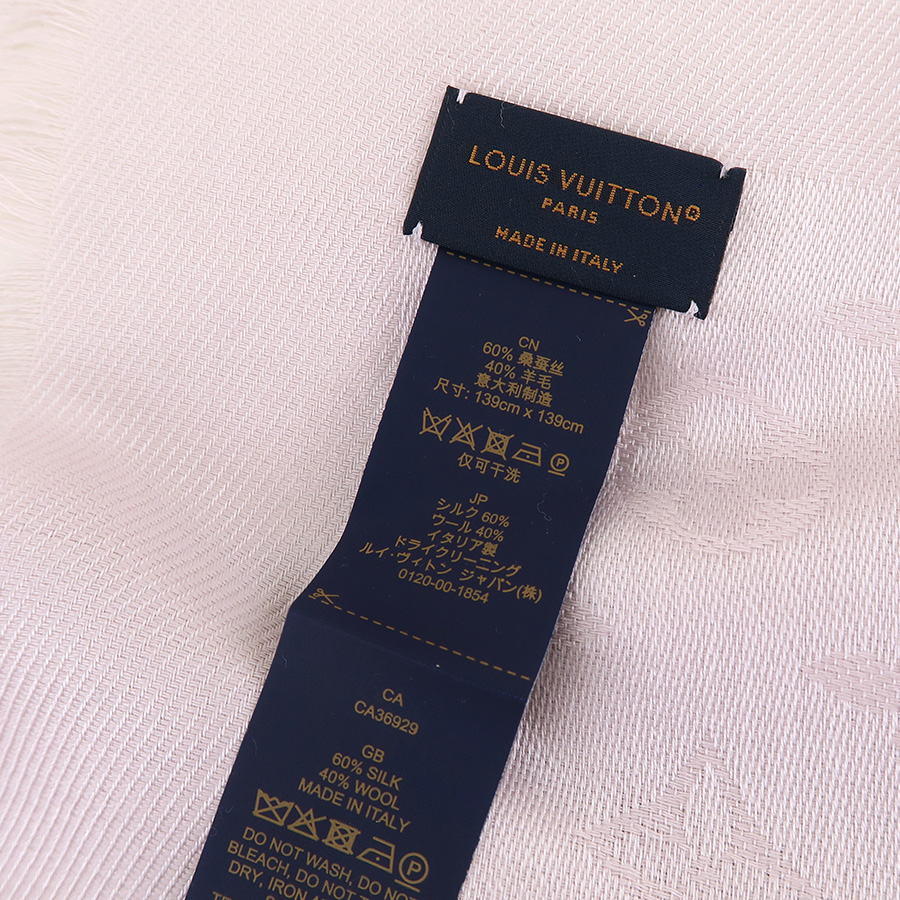 LOUIS VUITTON
PARIS
MADE IN ITALY
CN
60% 桑蚕丝
40% 羊毛
意大利制造
尺寸: 139cm x 139cm
P
仅可干洗
JP
シルク 60%
ウール 40%
イタリア製
ドライクリーニング
ルイ・ヴィトン ジャパン(株)
0120-00-1854
CA
CA36929
GB
60% SILK
40% WOOL
MADE IN ITALY
P
DO NOT WASH, DO NOT
BLEACH, DO NOT
DRY, IRON